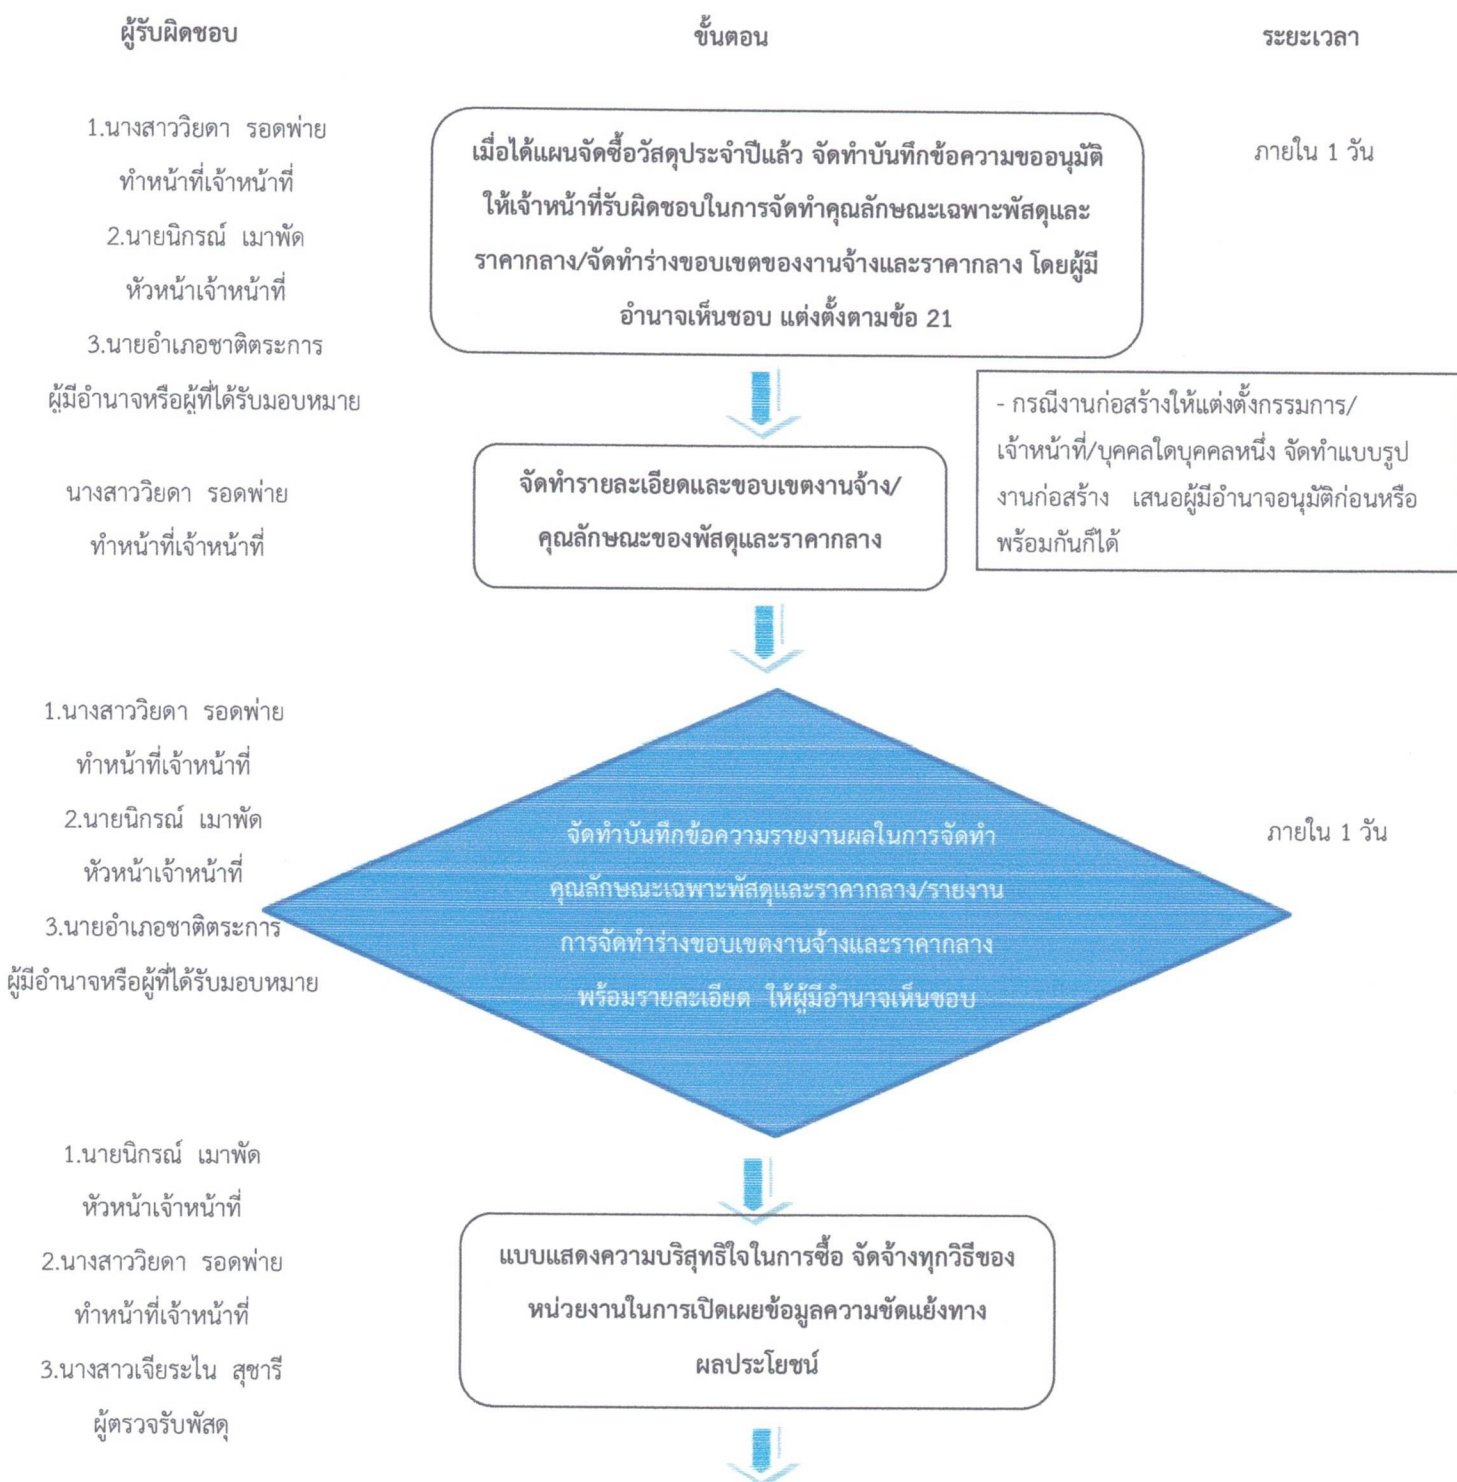 ผู้รับผิดชอบ
ขั้นตอน
ระยะเวลา
1.นางสาววิยดา รอดพ่าย
ทำหน้าที่เจ้าหน้าที่
2.นายนิกรณ์ เมาพัด
หัวหน้าเจ้าหน้าที่
3.นายอำเภอชาติตระการ
ผู้มีอำนาจหรือผู้ที่ได้รับมอบหมาย
เมื่อได้แผนจัดซื้อวัสดุประจำปีแล้ว จัดทำบันทึกข้อความขออนุมัติ
ให้เจ้าหน้าที่รับผิดชอบในการจัดทำคุณลักษณะเฉพาะพัสดุและ
ราคากลาง/จัดทำร่างขอบเขตของงานจ้างและราคากลาง โดยผู้มี
อำนาจเห็นชอบ แต่งตั้งตามข้อ 21
ภายใน 1 วัน
- กรณีงานก่อสร้างให้แต่งตั้งกรรมการ/
เจ้าหน้าที่/บุคคลใดบุคคลหนึ่ง จัดทำแบบรูป
งานก่อสร้าง เสนอผู้มีอำนาจอนุมัติก่อนหรือ
พร้อมกันก็ได้
นางสาววิยดา รอดพ่าย
ทำหน้าที่เจ้าหน้าที่
จัดทำรายละเอียดและขอบเขตงานจ้าง/
คุณลักษณะของพัสดุและราคากลาง
1.นางสาววิยดา รอดพ่าย
ทำหน้าที่เจ้าหน้าที่
2.นายนิกรณ์ เมาพัด
หัวหน้าเจ้าหน้าที่
3.นายอำเภอชาติตระการ
ผู้มีอำนาจหรือผู้ที่ได้รับมอบหมาย
จัดทำบันทึกข้อความรายงานผลในการจัดทำ
คุณลักษณะเฉพาะพัสดุและราคากลาง/รายงาน
การจัดทำร่างขอบเขตงานจ้างและราคากลาง
พร้อมรายละเอียด ให้ผู้มีอำนาจเห็นชอบ
ภายใน 1 วัน
1.นายนิกรณ์ เมาพัด
หัวหน้าเจ้าหน้าที่
2.นางสาววิยดา รอดพ่าย
ทำหน้าที่เจ้าหน้าที่
3.นางสาวเจียระไน สุชารี
ผู้ตรวจรับพัสดุ
แบบแสดงความบริสุทธิใจในการซื้อ จัดจ้างทุกวิธีของ
หน่วยงานในการเปิดเผยข้อมูลความขัดแย้งทาง
ผลประโยชน์